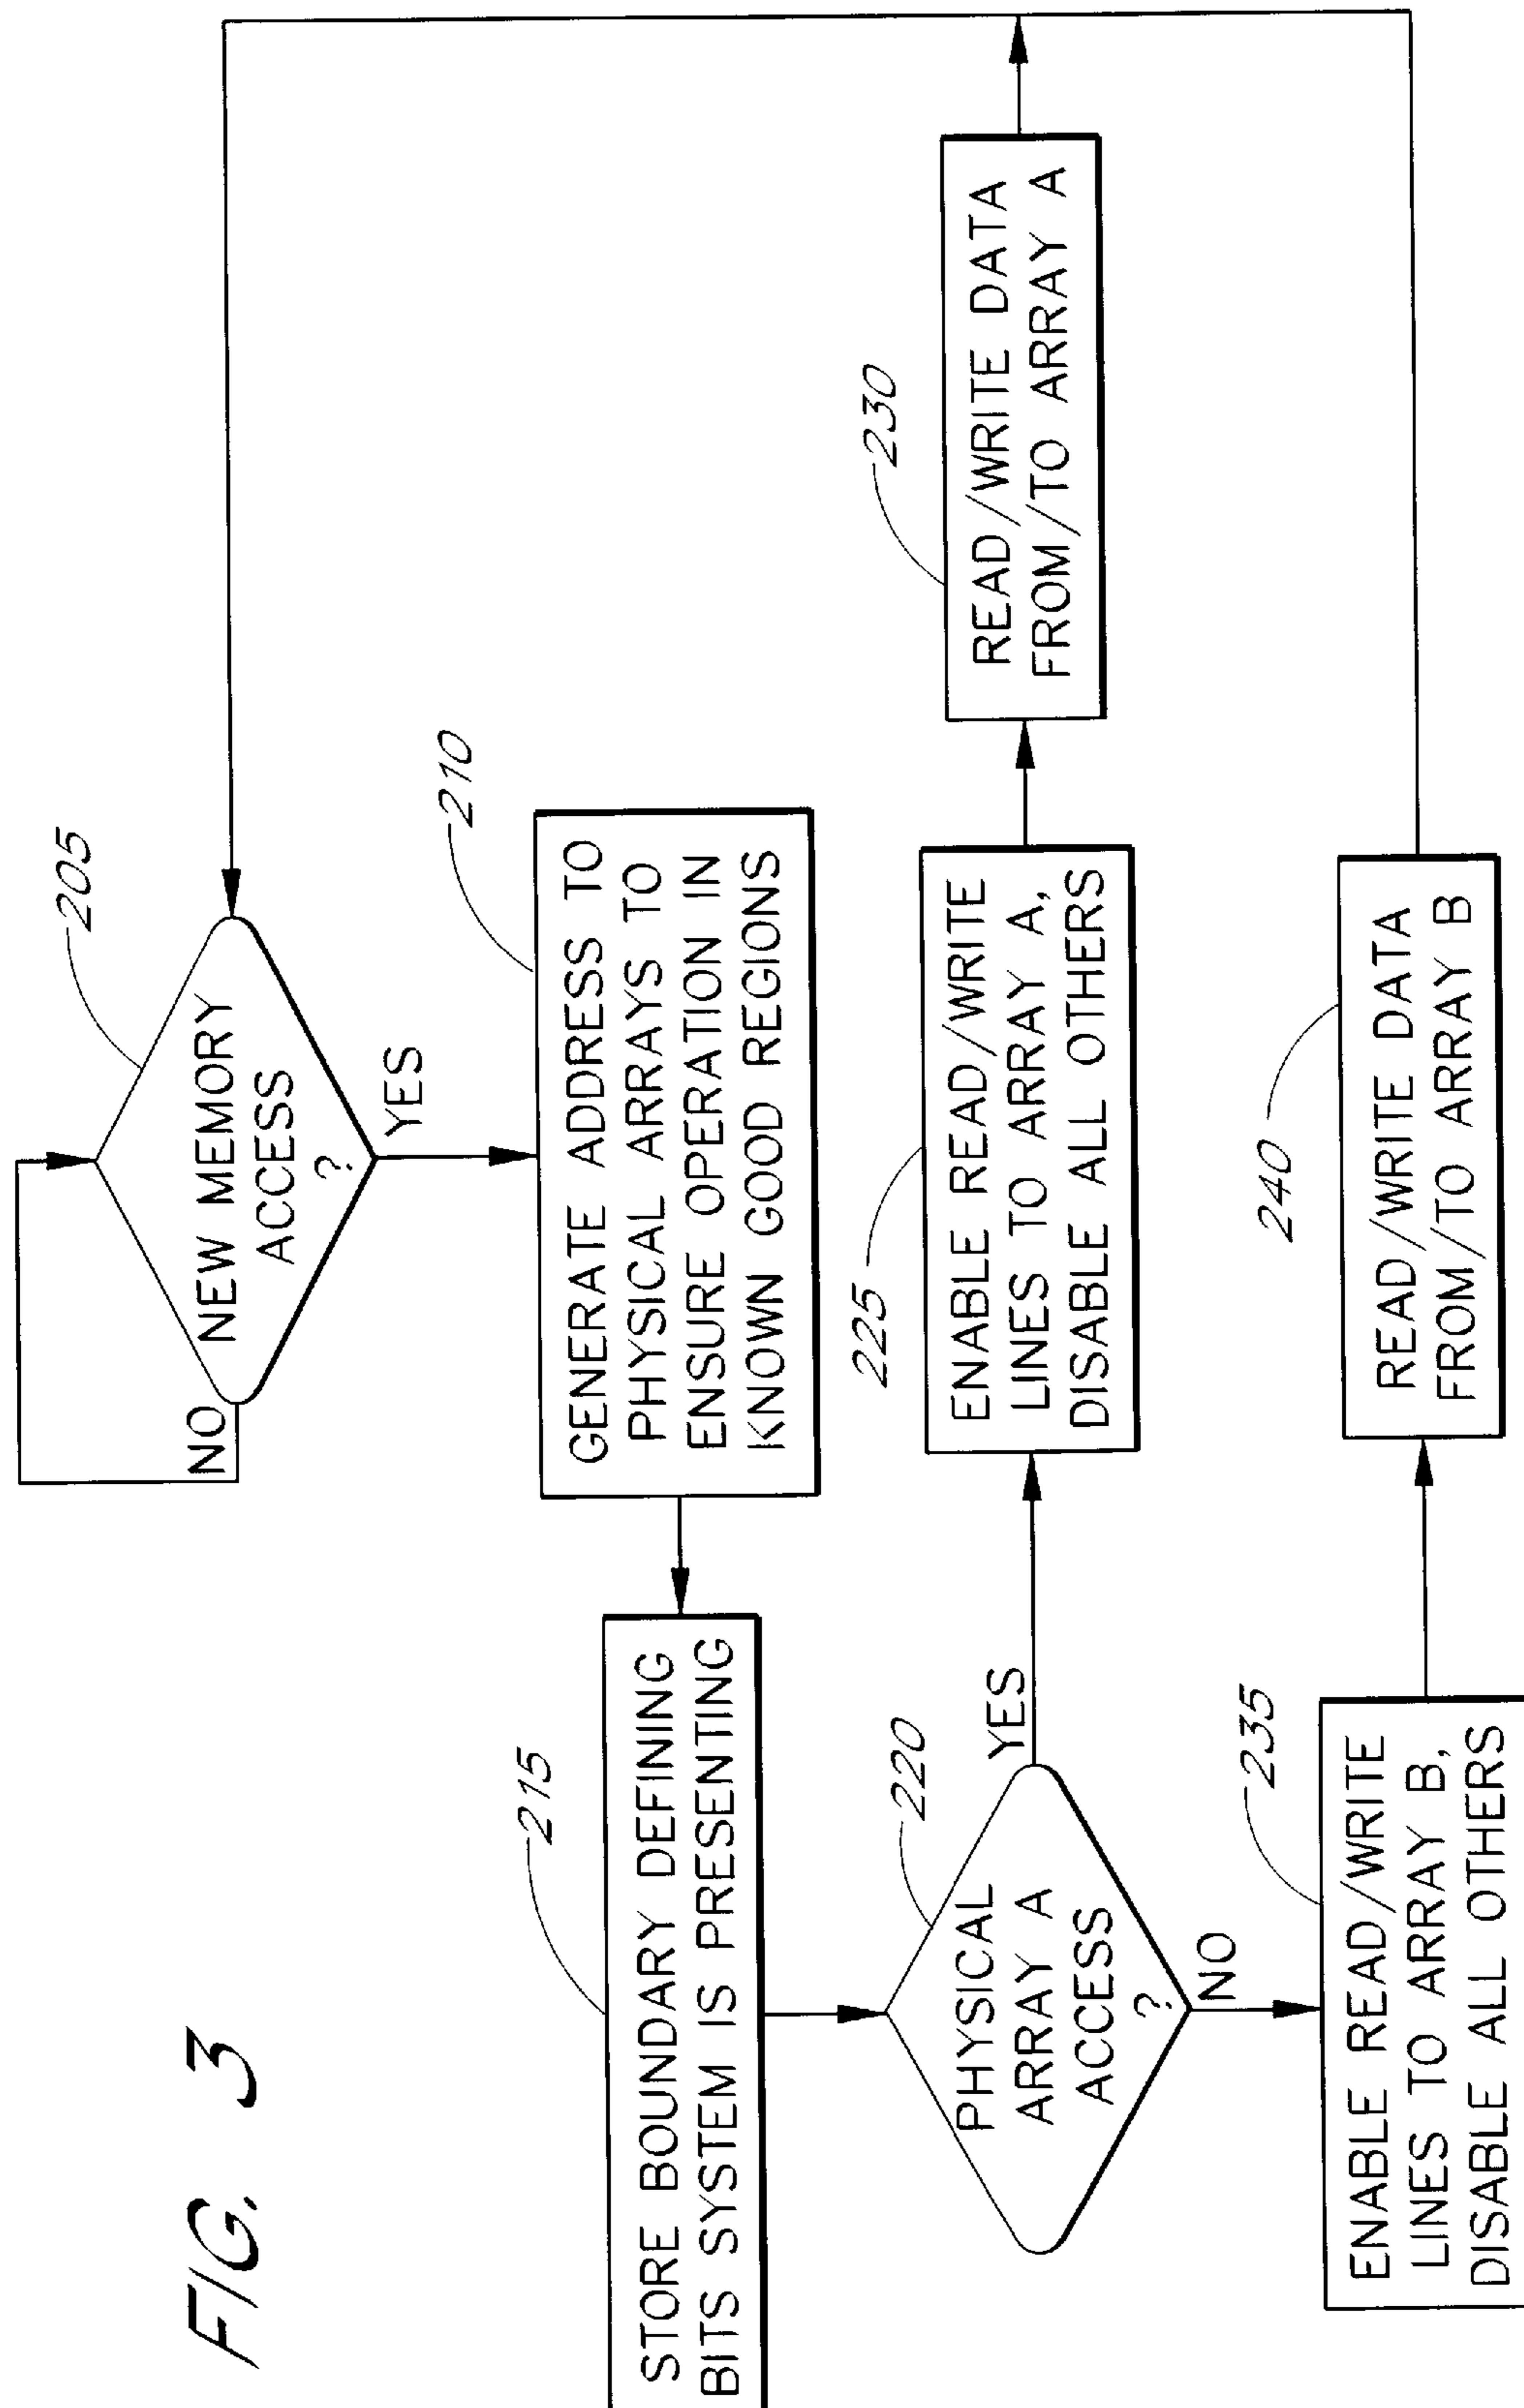 FIG. 3
205
NEW MEMORY
ACCESS
?
NO
YES
210
GENERATE ADDRESS TO
PHYSICAL ARRAYS TO
ENSURE OPERATION IN
KNOWN GOOD REGIONS
215
STORE BOUNDARY DEFINING
BITS SYSTEM IS PRESENTING
220
PHYSICAL
ARRAY A
ACCESS
?
YES
NO
225
ENABLE READ/WRITE
LINES TO ARRAY A,
DISABLE ALL OTHERS
230
READ/WRITE DATA
FROM/TO ARRAY A
235
ENABLE READ/WRITE
LINES TO ARRAY B,
DISABLE ALL OTHERS
240
READ/WRITE DATA
FROM/TO ARRAY B